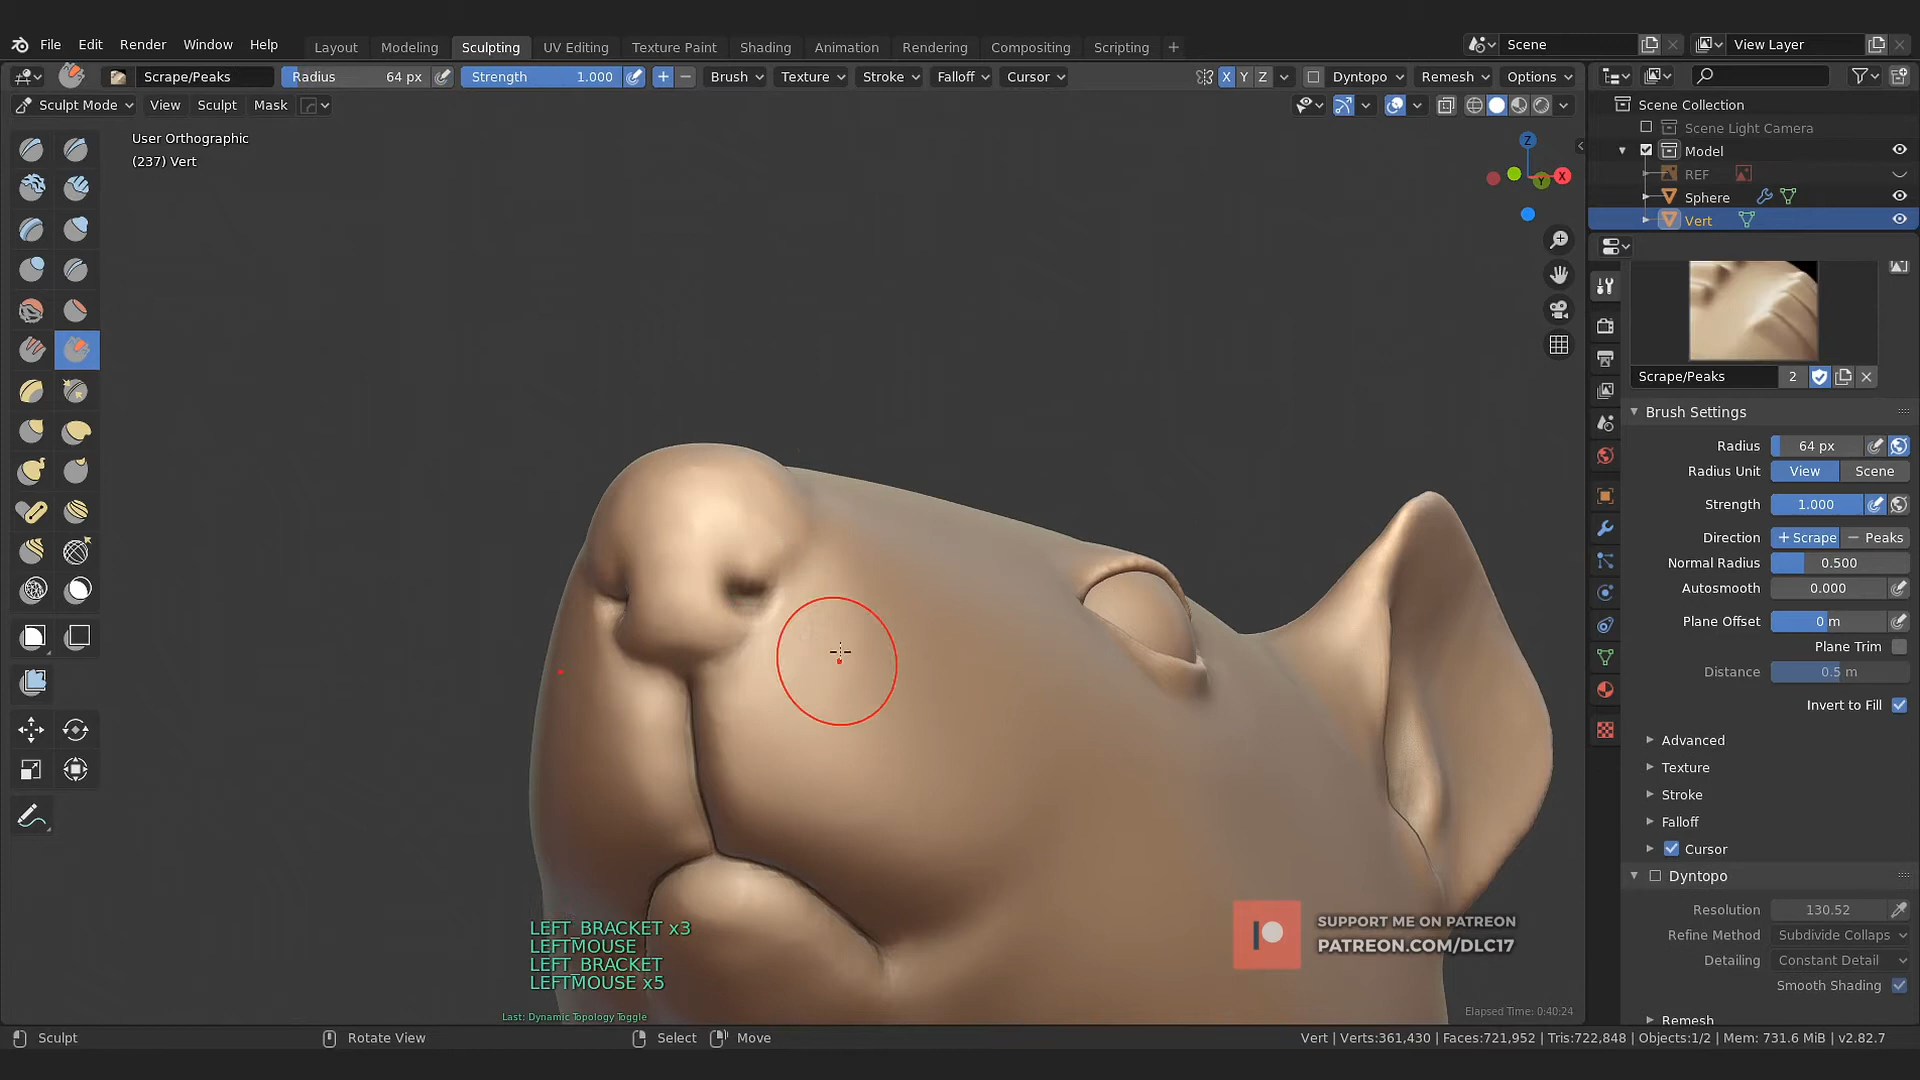 File Edit Render Window Help Layout Modeling Sculpting UV Editing Texture Paint Shading Animation Rendering Compositing Scripting + Scene View Layer
Scrape/Peaks Radius 64 px Strength 1.000 Brush Texture Stroke Falloff Cursor X Y Z Dyntopo Remesh Options
Sculpt Mode View Sculpt Mask
User Orthographic
(237) Vert
Z
X
Y
Scene Collection
Scene Light Camera
Model
REF
Sphere
Vert
Scrape/Peaks 2
Brush Settings
Radius 64 px
Radius Unit View Scene
Strength 1.000
Direction + Scrape − Peaks
Normal Radius 0.500
Autosmooth 0.000
Plane Offset 0 m
Plane Trim
Distance 0.5 m
Invert to Fill
Advanced
Texture
Stroke
Falloff
Cursor
Dyntopo
Resolution 130.52
Refine Method Subdivide Collaps
Detailing Constant Detail
Smooth Shading
Remesh
LEFT_BRACKET x3
LEFTMOUSE
LEFT_BRACKET
LEFTMOUSE x5
SUPPORT ME ON PATREON
PATREON.COM/DLC17
Last: Dynamic Topology Toggle
Elapsed Time: 0:40:24
Sculpt Rotate View Select Move Vert | Verts:361,430 | Faces:721,952 | Tris:722,848 | Objects:1/2 | Mem: 731.6 MiB | v2.82.7